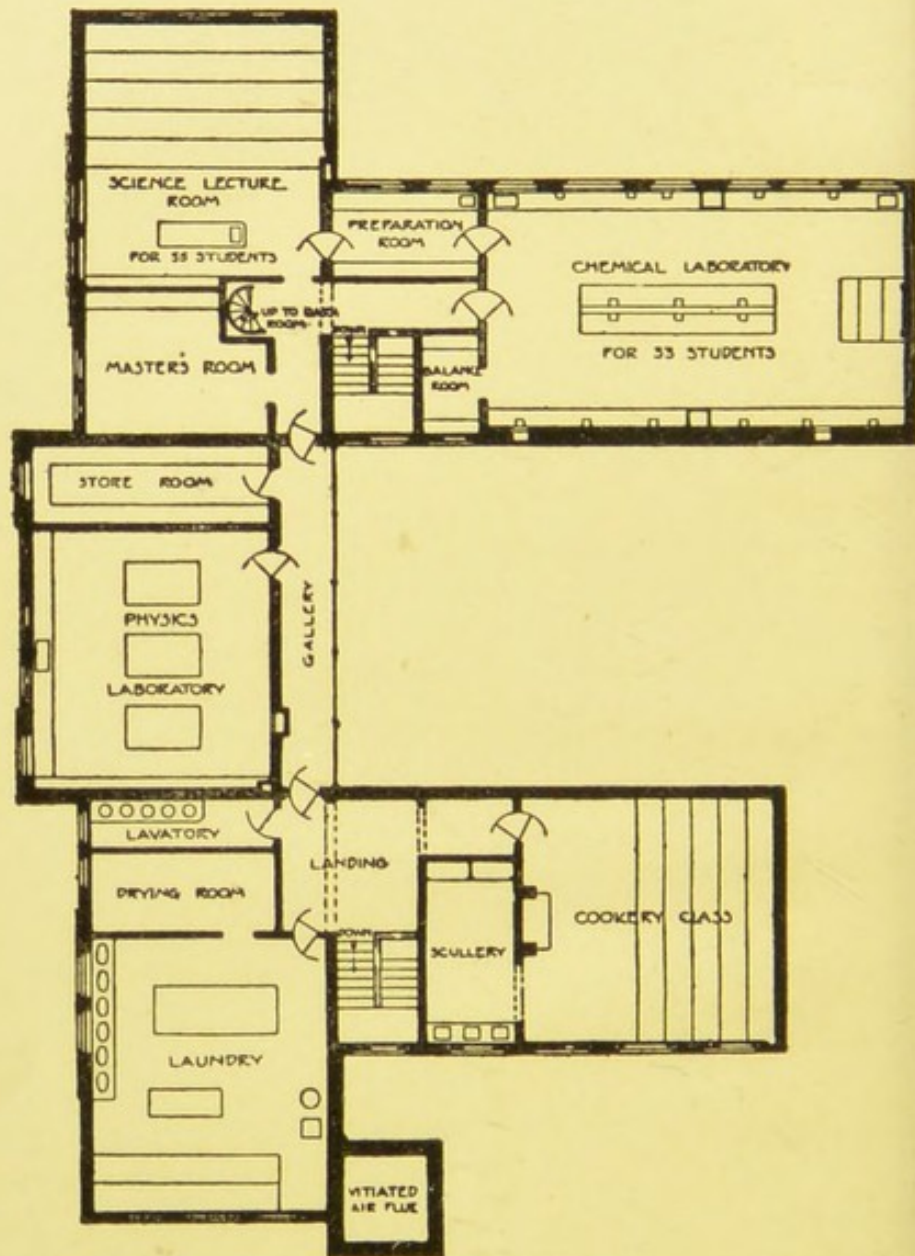 SCIENCE LECTURE
ROOM
FOR 55 STUDENTS
PREPARATION
ROOM
CHEMICAL LABORATORY
FOR 33 STUDENTS
UP TO DARK
ROOM
DOWN
MASTER'S ROOM
BALANCE
ROOM
STORE ROOM
PHYSICS
LABORATORY
GALLERY
LAVATORY
LANDING
DRYING ROOM
COOKERY CLASS
DOWN
SCULLERY
LAUNDRY
VITIATED
AIR FLUE